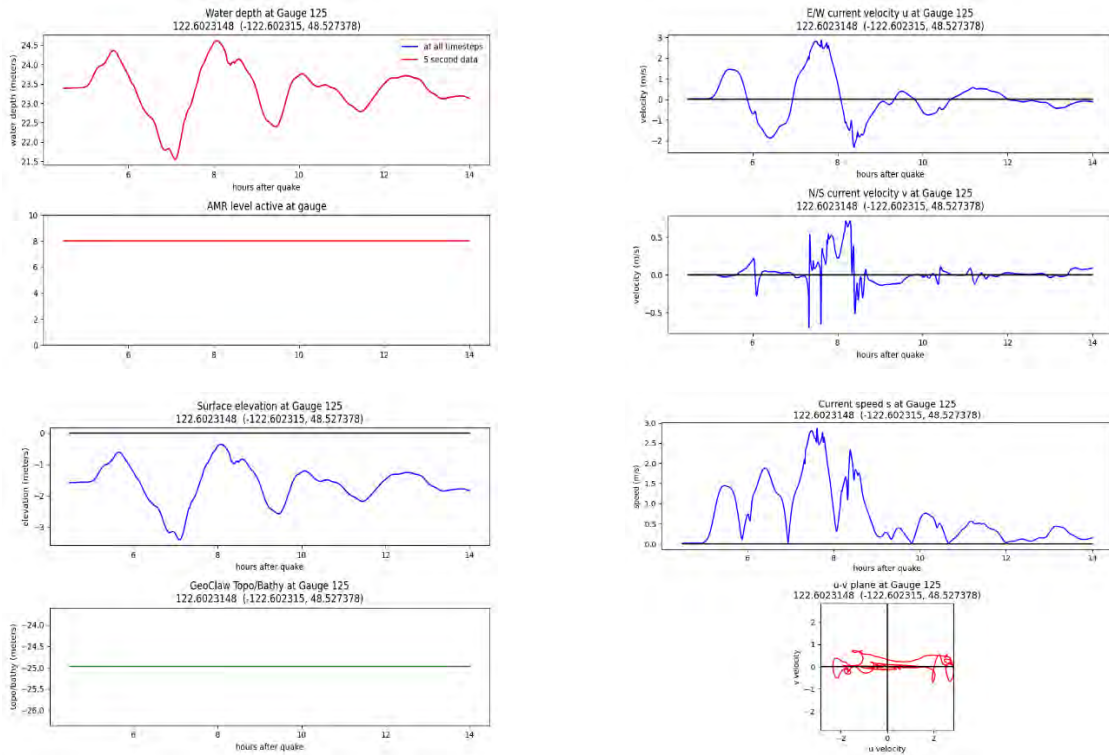 Water depth at Gauge 125
122.6023148 (-122.602315, 48.527378)
24.5
24.0
23.5
23.0
22.5
22.0
21.5
water depth (meters)
at all timesteps
5 second data
6 8 10 12 14
hours after quake
AMR level active at gauge
10
8
6
4
2
0
6 8 10 12 14
Surface elevation at Gauge 125
122.6023148 (-122.602315, 48.527378)
0
−1
−2
−3
elevation (meters)
6 8 10 12 14
hours after quake
GeoClaw Topo/Bathy at Gauge 125
122.6023148 (-122.602315, 48.527378)
−24.0
−24.5
−25.0
−25.5
−26.0
topo/bathy (meters)
6 8 10 12 14
hours after quake
E/W current velocity u at Gauge 125
122.6023148 (-122.602315, 48.527378)
3
2
1
0
−1
−2
velocity (m/s)
6 8 10 12 14
hours after quake
N/S current velocity v at Gauge 125
122.6023148 (-122.602315, 48.527378)
0.5
0.0
−0.5
velocity (m/s)
6 8 10 12 14
hours after quake
Current speed s at Gauge 125
122.6023148 (-122.602315, 48.527378)
3.0
2.5
2.0
1.5
1.0
0.5
0.0
speed (m/s)
6 8 10 12 14
hours after quake
u-v plane at Gauge 125
122.6023148 (-122.602315, 48.527378)
2
1
0
−1
−2
v velocity
−2 0 2
u velocity